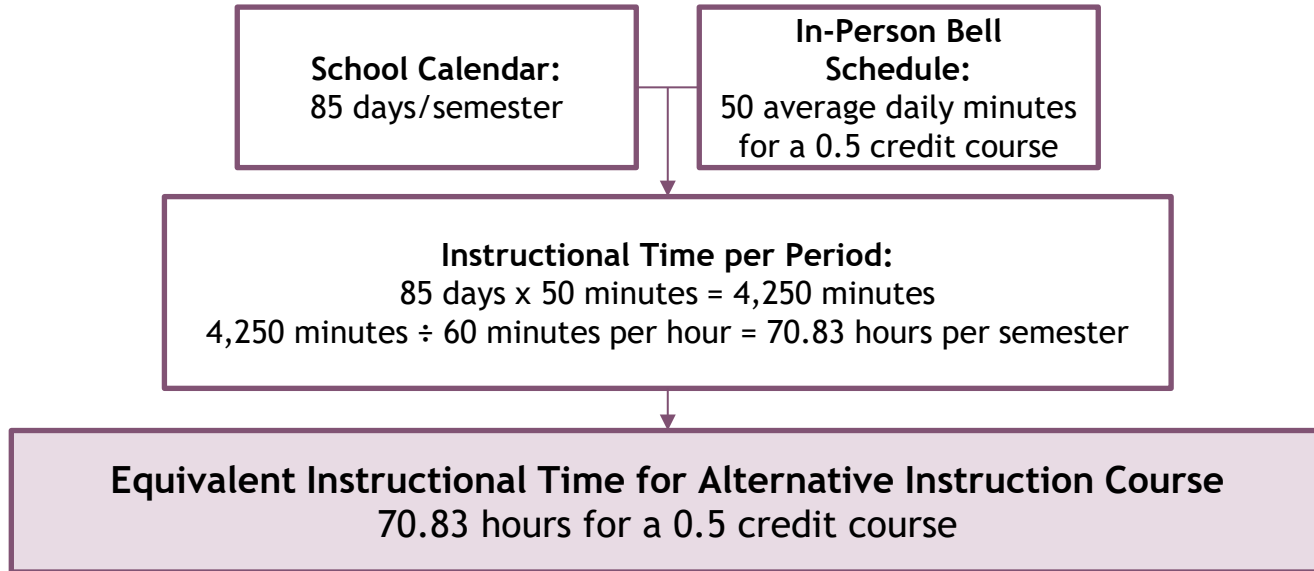 School Calendar:
85 days/semester
In-Person Bell
Schedule:
50 average daily minutes
for a 0.5 credit course
Instructional Time per Period:
85 days x 50 minutes = 4,250 minutes
4,250 minutes ÷ 60 minutes per hour = 70.83 hours per semester
Equivalent Instructional Time for Alternative Instruction Course
70.83 hours for a 0.5 credit course